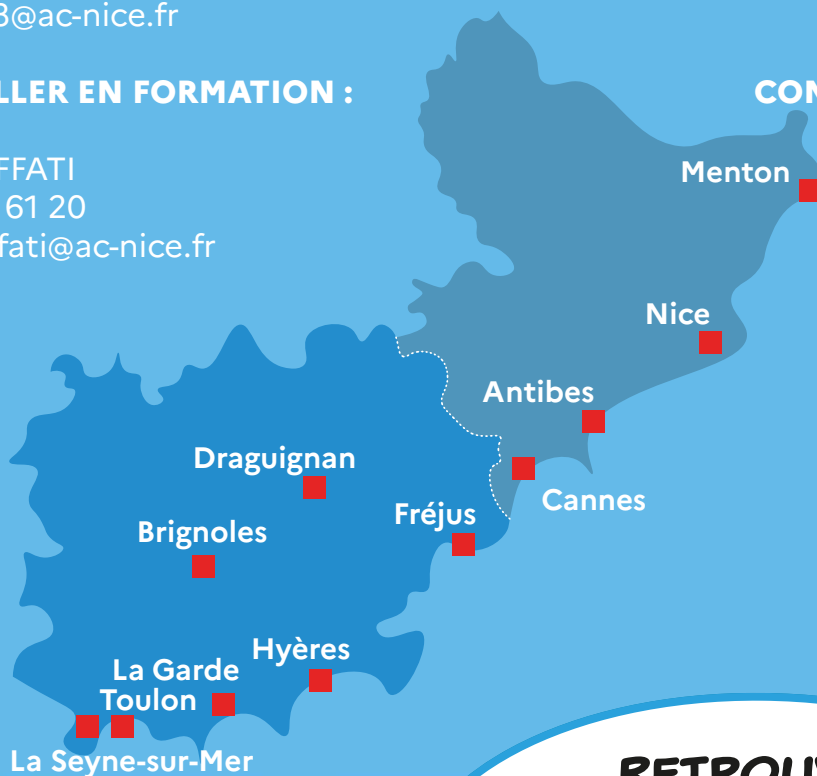 3@ac-nice.fr
LLER EN FORMATION :
FFATI
61 20
fati@ac-nice.fr
CON
Menton
Nice
Antibes
Cannes
Draguignan
Fréjus
Brignoles
Hyères
La Garde
Toulon
La Seyne-sur-Mer
RETROUV